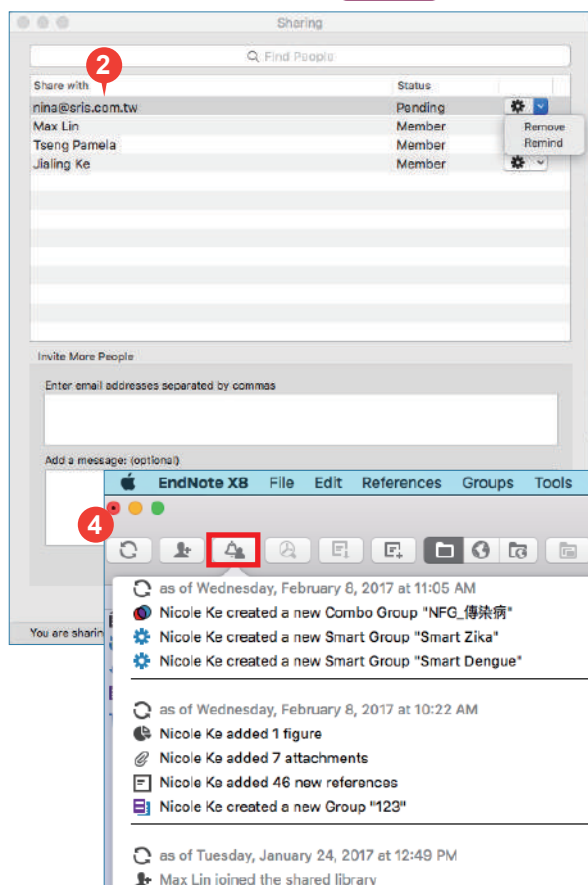 Sharing
Find People
2
Share with Status
nina@sris.com.tw Pending
Remove
Max Lin Member
Remind
Tseng Pamela Member
Jialing Ke Member
Invite More People
Enter email addresses separated by commas
Add a message: (optional)
4
EndNote X8 File Edit References Groups Tools
as of Wednesday, February 8, 2017 at 11:05 AM
Nicole Ke created a new Combo Group "NFG_傳染病"
Nicole Ke created a new Smart Group "Smart Zika"
You are sharin
Nicole Ke created a new Smart Group "Smart Dengue"
as of Wednesday, February 8, 2017 at 10:22 AM
Nicole Ke added 1 figure
Nicole Ke added 7 attachments
Nicole Ke added 46 new references
Nicole Ke created a new Group "123"
as of Tuesday, January 24, 2017 at 12:49 PM
Max Lin joined the shared library